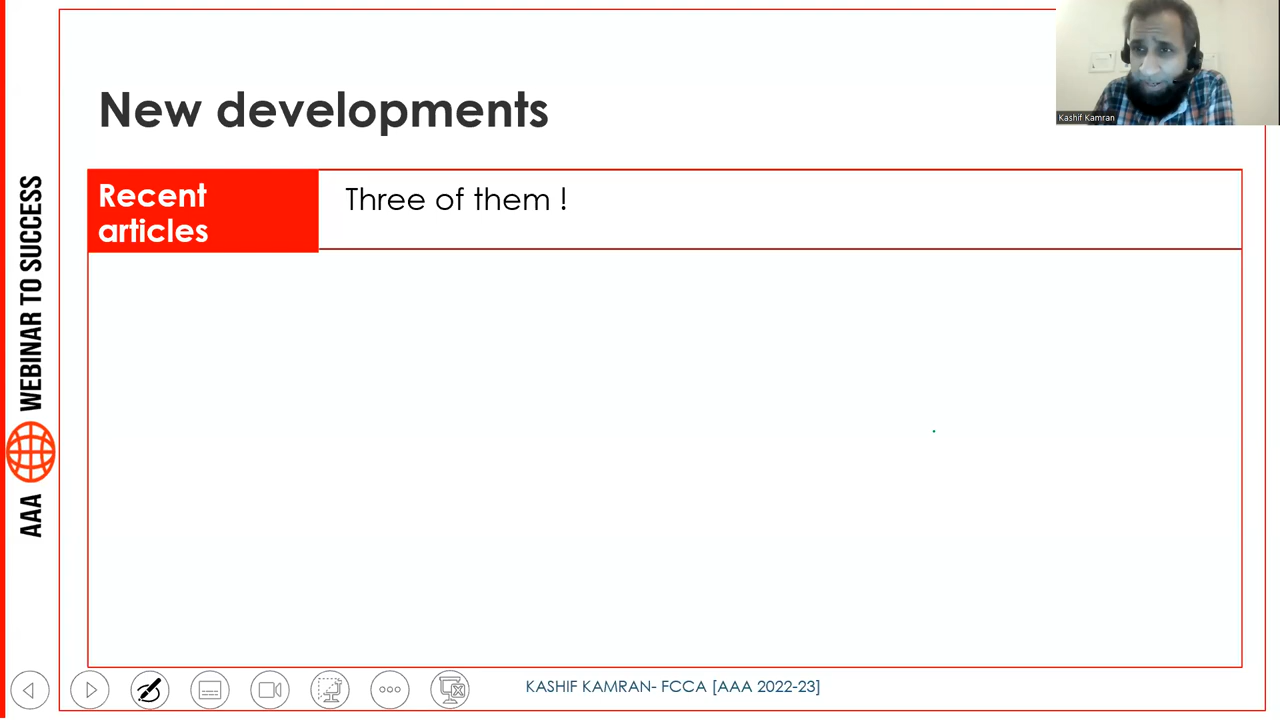 New developments
Kashif Kamran
Recent
articles
Three of them !
AAA WEBINAR TO SUCCESS
KASHIF KAMRAN- FCCA [AAA 2022-23]